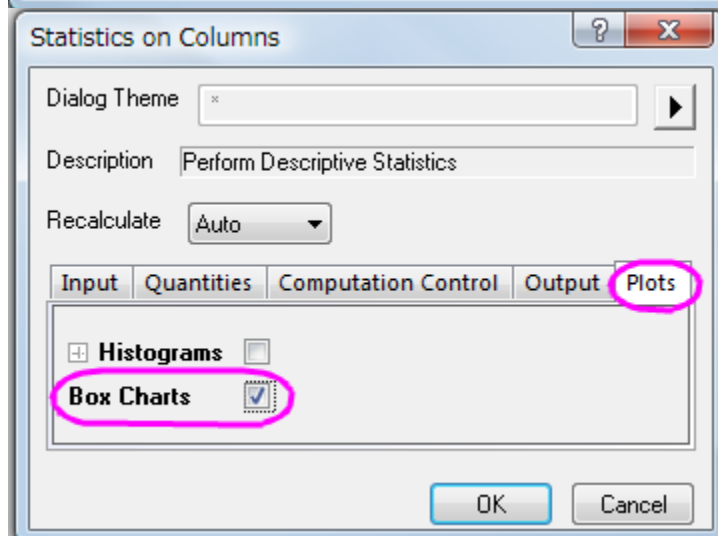 Statistics on Columns
Dialog Theme *
Description Perform Descriptive Statistics
Recalculate Auto
Input Quantities Computation Control Output Plots
Histograms
Box Charts
OK Cancel